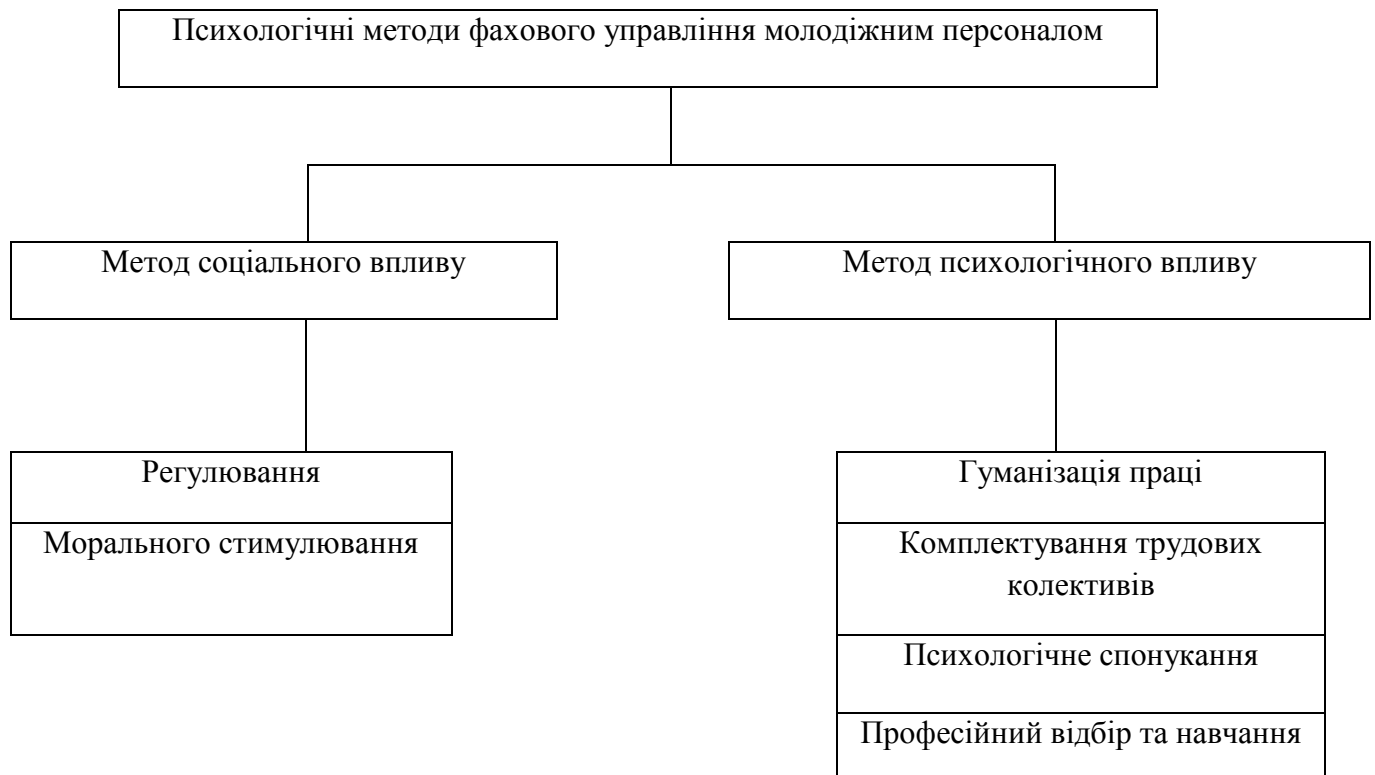 Психологічні методи фахового управління молодіжним персоналом
Метод соціального впливу
Метод психологічного впливу
Регулювання
Морального стимулювання
Гуманізація праці
Комплектування трудових
колективів
Психологічне спонукання
Професійний відбір та навчання